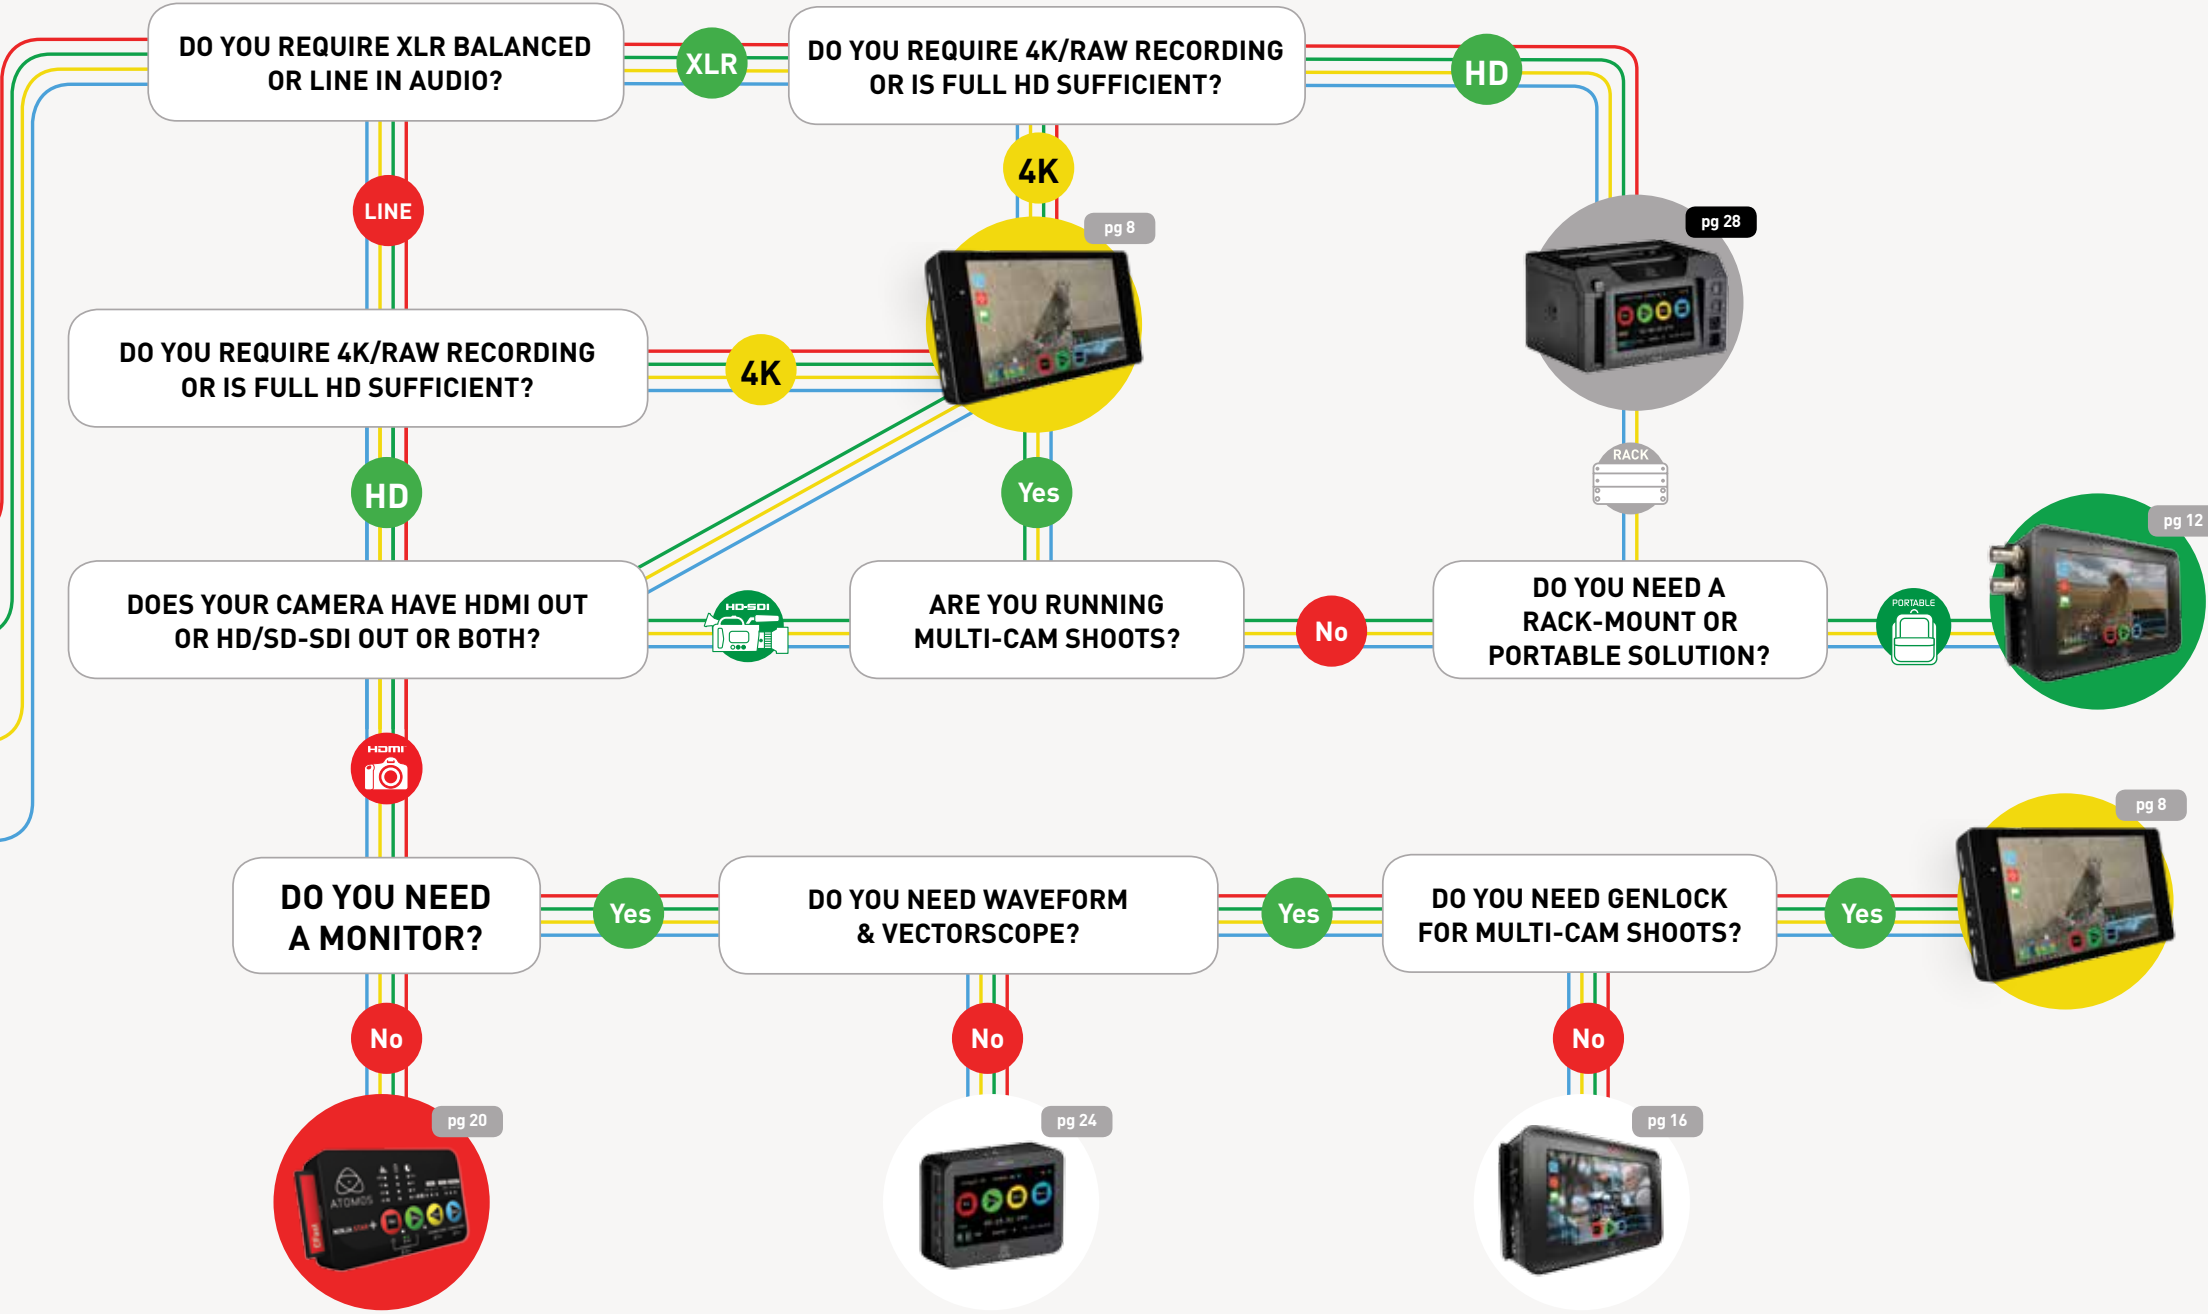 DO YOU REQUIRE XLR BALANCED
OR LINE IN AUDIO?
XLR
DO YOU REQUIRE 4K/RAW RECORDING
OR IS FULL HD SUFFICIENT?
HD
4K
LINE
pg 8
pg 28
DO YOU REQUIRE 4K/RAW RECORDING
OR IS FULL HD SUFFICIENT?
4K
RACK
HD
Yes
pg 12
DOES YOUR CAMERA HAVE HDMI OUT
OR HD/SD-SDI OUT OR BOTH?
HD-SDI
ARE YOU RUNNING
MULTI-CAM SHOOTS?
No
DO YOU NEED A
RACK-MOUNT OR
PORTABLE SOLUTION?
PORTABLE
HDMI
pg 8
DO YOU NEED
A MONITOR?
Yes
DO YOU NEED WAVEFORM
& VECTORSCOPE?
Yes
DO YOU NEED GENLOCK
FOR MULTI-CAM SHOOTS?
Yes
No
No
No
pg 20
pg 24
pg 16
ATOMOS
NINJA STAR
CFast